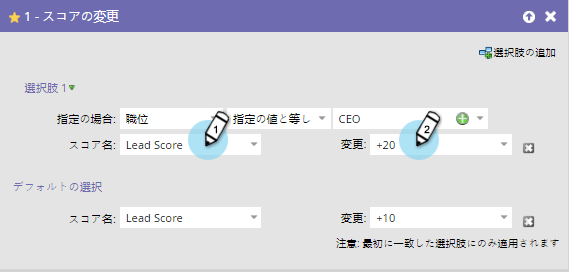 1 - スコアの変更
選択肢の追加
選択肢 1
指定の場合: 職位 指定の値と等し CEO
1 2
スコア名: Lead Score 変更: +20
デフォルトの選択
スコア名: Lead Score 変更: +10
注意: 最初に一致した選択肢にのみ適用されます